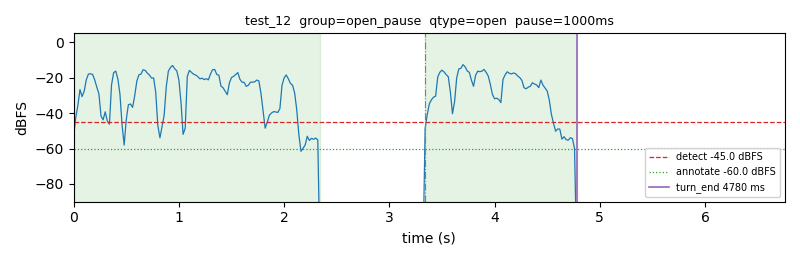 test_12 group=open_pause qtype=open pause=1000ms
dBFS
0
−20
−40
−60
−80
detect -45.0 dBFS
annotate -60.0 dBFS
turn_end 4780 ms
0 1 2 3 4 5 6
time (s)